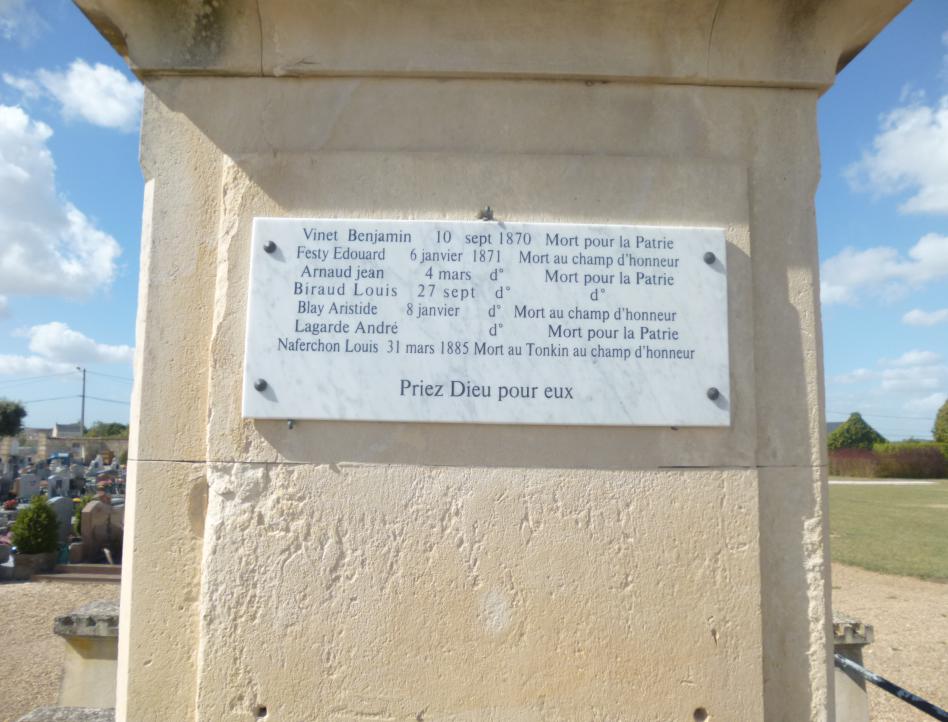 Vinet Benjamin 10 sept 1870 Mort pour la Patrie
Festy Edouard 6 janvier 1871 Mort au champ d'honneur
Arnaud jean 4 mars d° Mort pour la Patrie
Biraud Louis 27 sept d° d°
Blay Aristide 8 janvier d° Mort au champ d'honneur
Lagarde André d° Mort pour la Patrie
Naferchon Louis 31 mars 1885 Mort au Tonkin au champ d'honneur
Priez Dieu pour eux